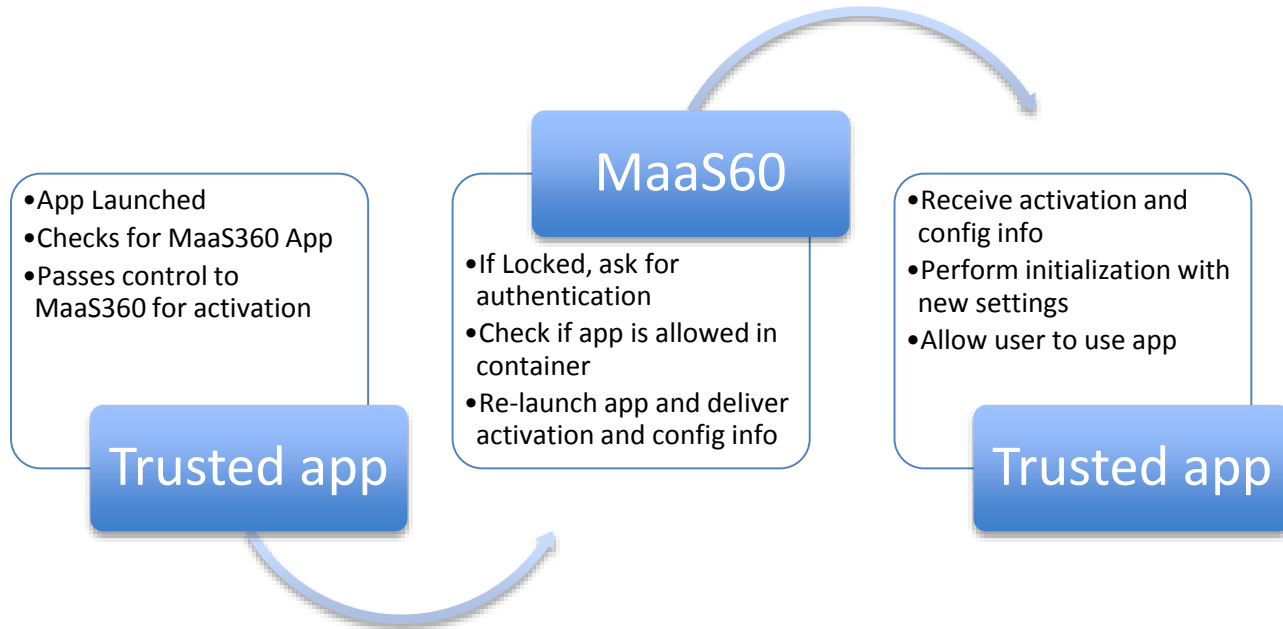 •App Launched
•Checks for MaaS360 App
•Passes control to
MaaS360 for activation
Trusted app
MaaS60
•If Locked, ask for
authentication
•Check if app is allowed in
container
•Re-launch app and deliver
activation and config info
•Receive activation and
config info
•Perform initialization with
new settings
•Allow user to use app
Trusted app